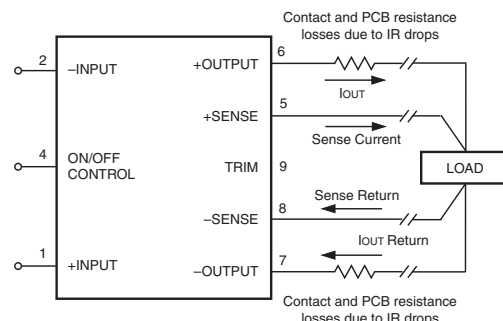 Contact and PCB resistance
losses due to IR drops
2
–INPUT
+OUTPUT
6
IOUT
5
+SENSE
Sense Current
4
ON/OFF
CONTROL
TRIM
9
LOAD
Sense Return
–SENSE
8
IOUT Return
1
+INPUT
–OUTPUT
7
Contact and PCB resistance
losses due to IR drops